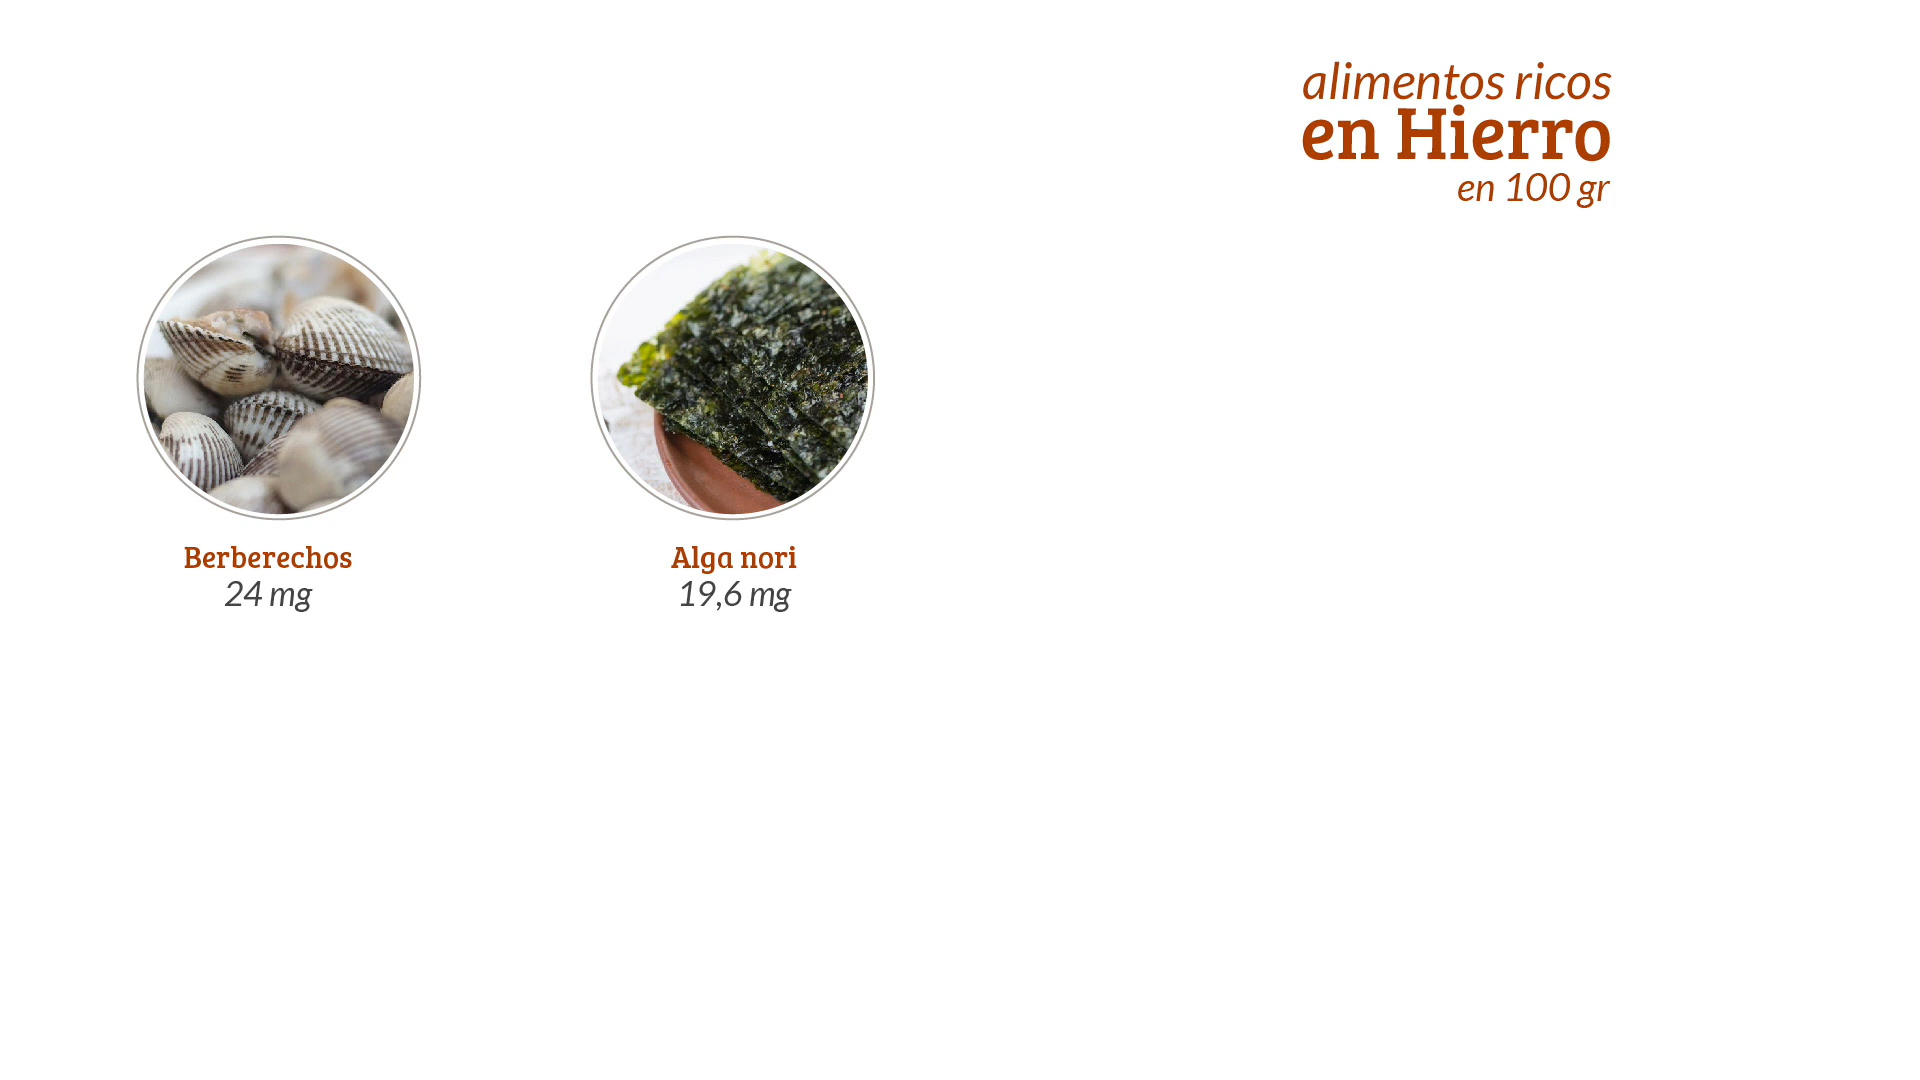 alimentos ricos
en Hierro
en 100 gr
Berberechos
24 mg
Alga nori
19,6 mg